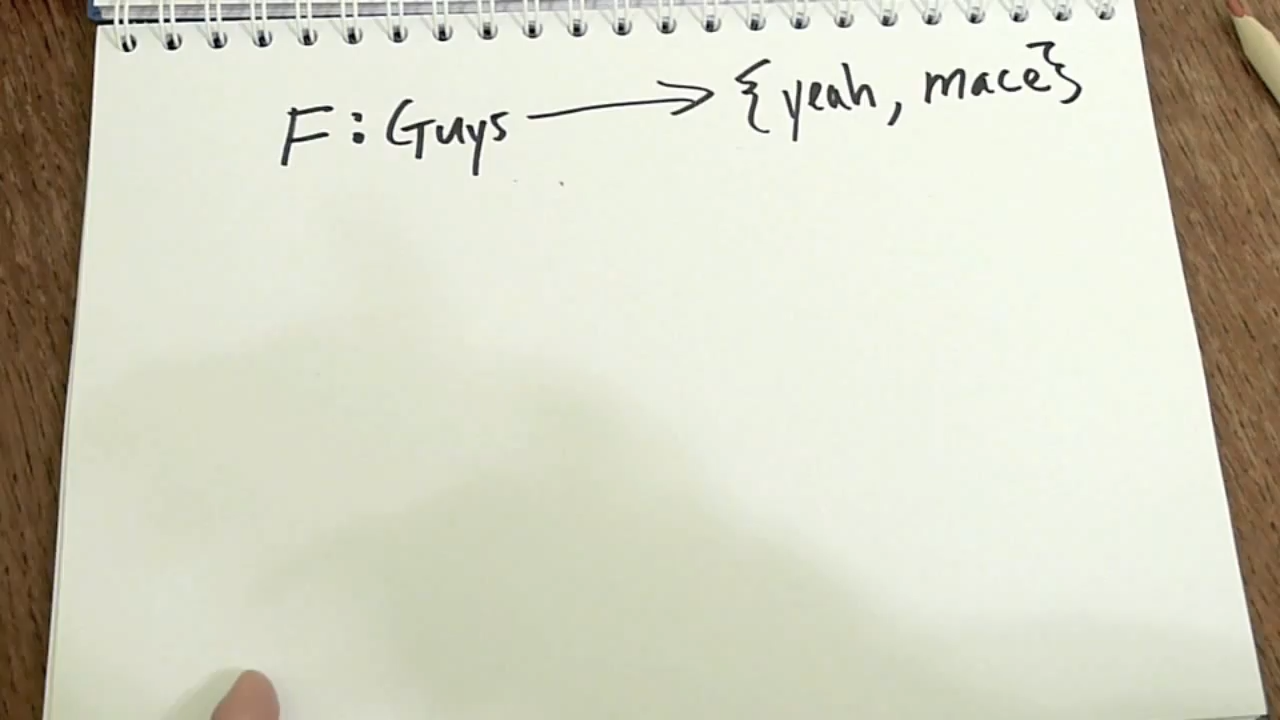 F: Guys ⟶ {yeah, mace}